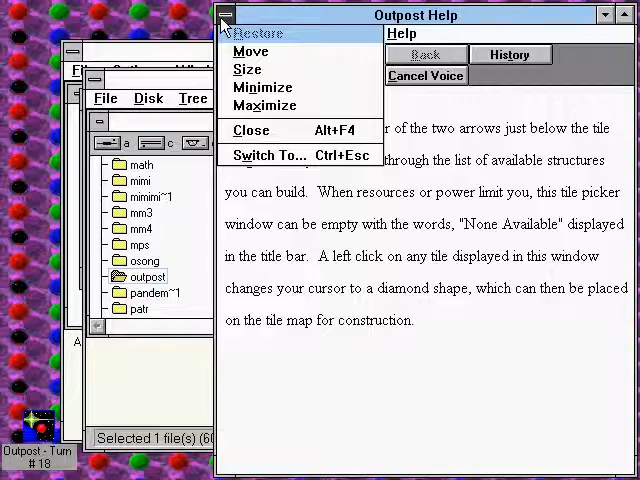 Outpost Help
Restore
Move
Size
Minimize
Maximize
Close Alt+F4
Switch To... Ctrl+Esc
Help
Back History
Cancel Voice
r of the two arrows just below the tile
through the list of available structures
you can build. When resources or power limit you, this tile picker
window can be empty with the words, "None Available" displayed
in the title bar. A left click on any tile displayed in this window
changes your cursor to a diamond shape, which can then be placed
on the tile map for construction.
File Disk Tree
a c
math
mimi
mimimi~1
mm3
mm4
mps
osong
outpost
pandem~1
patr
A
Selected 1 file(s) (60
Outpost - Turn
# 18